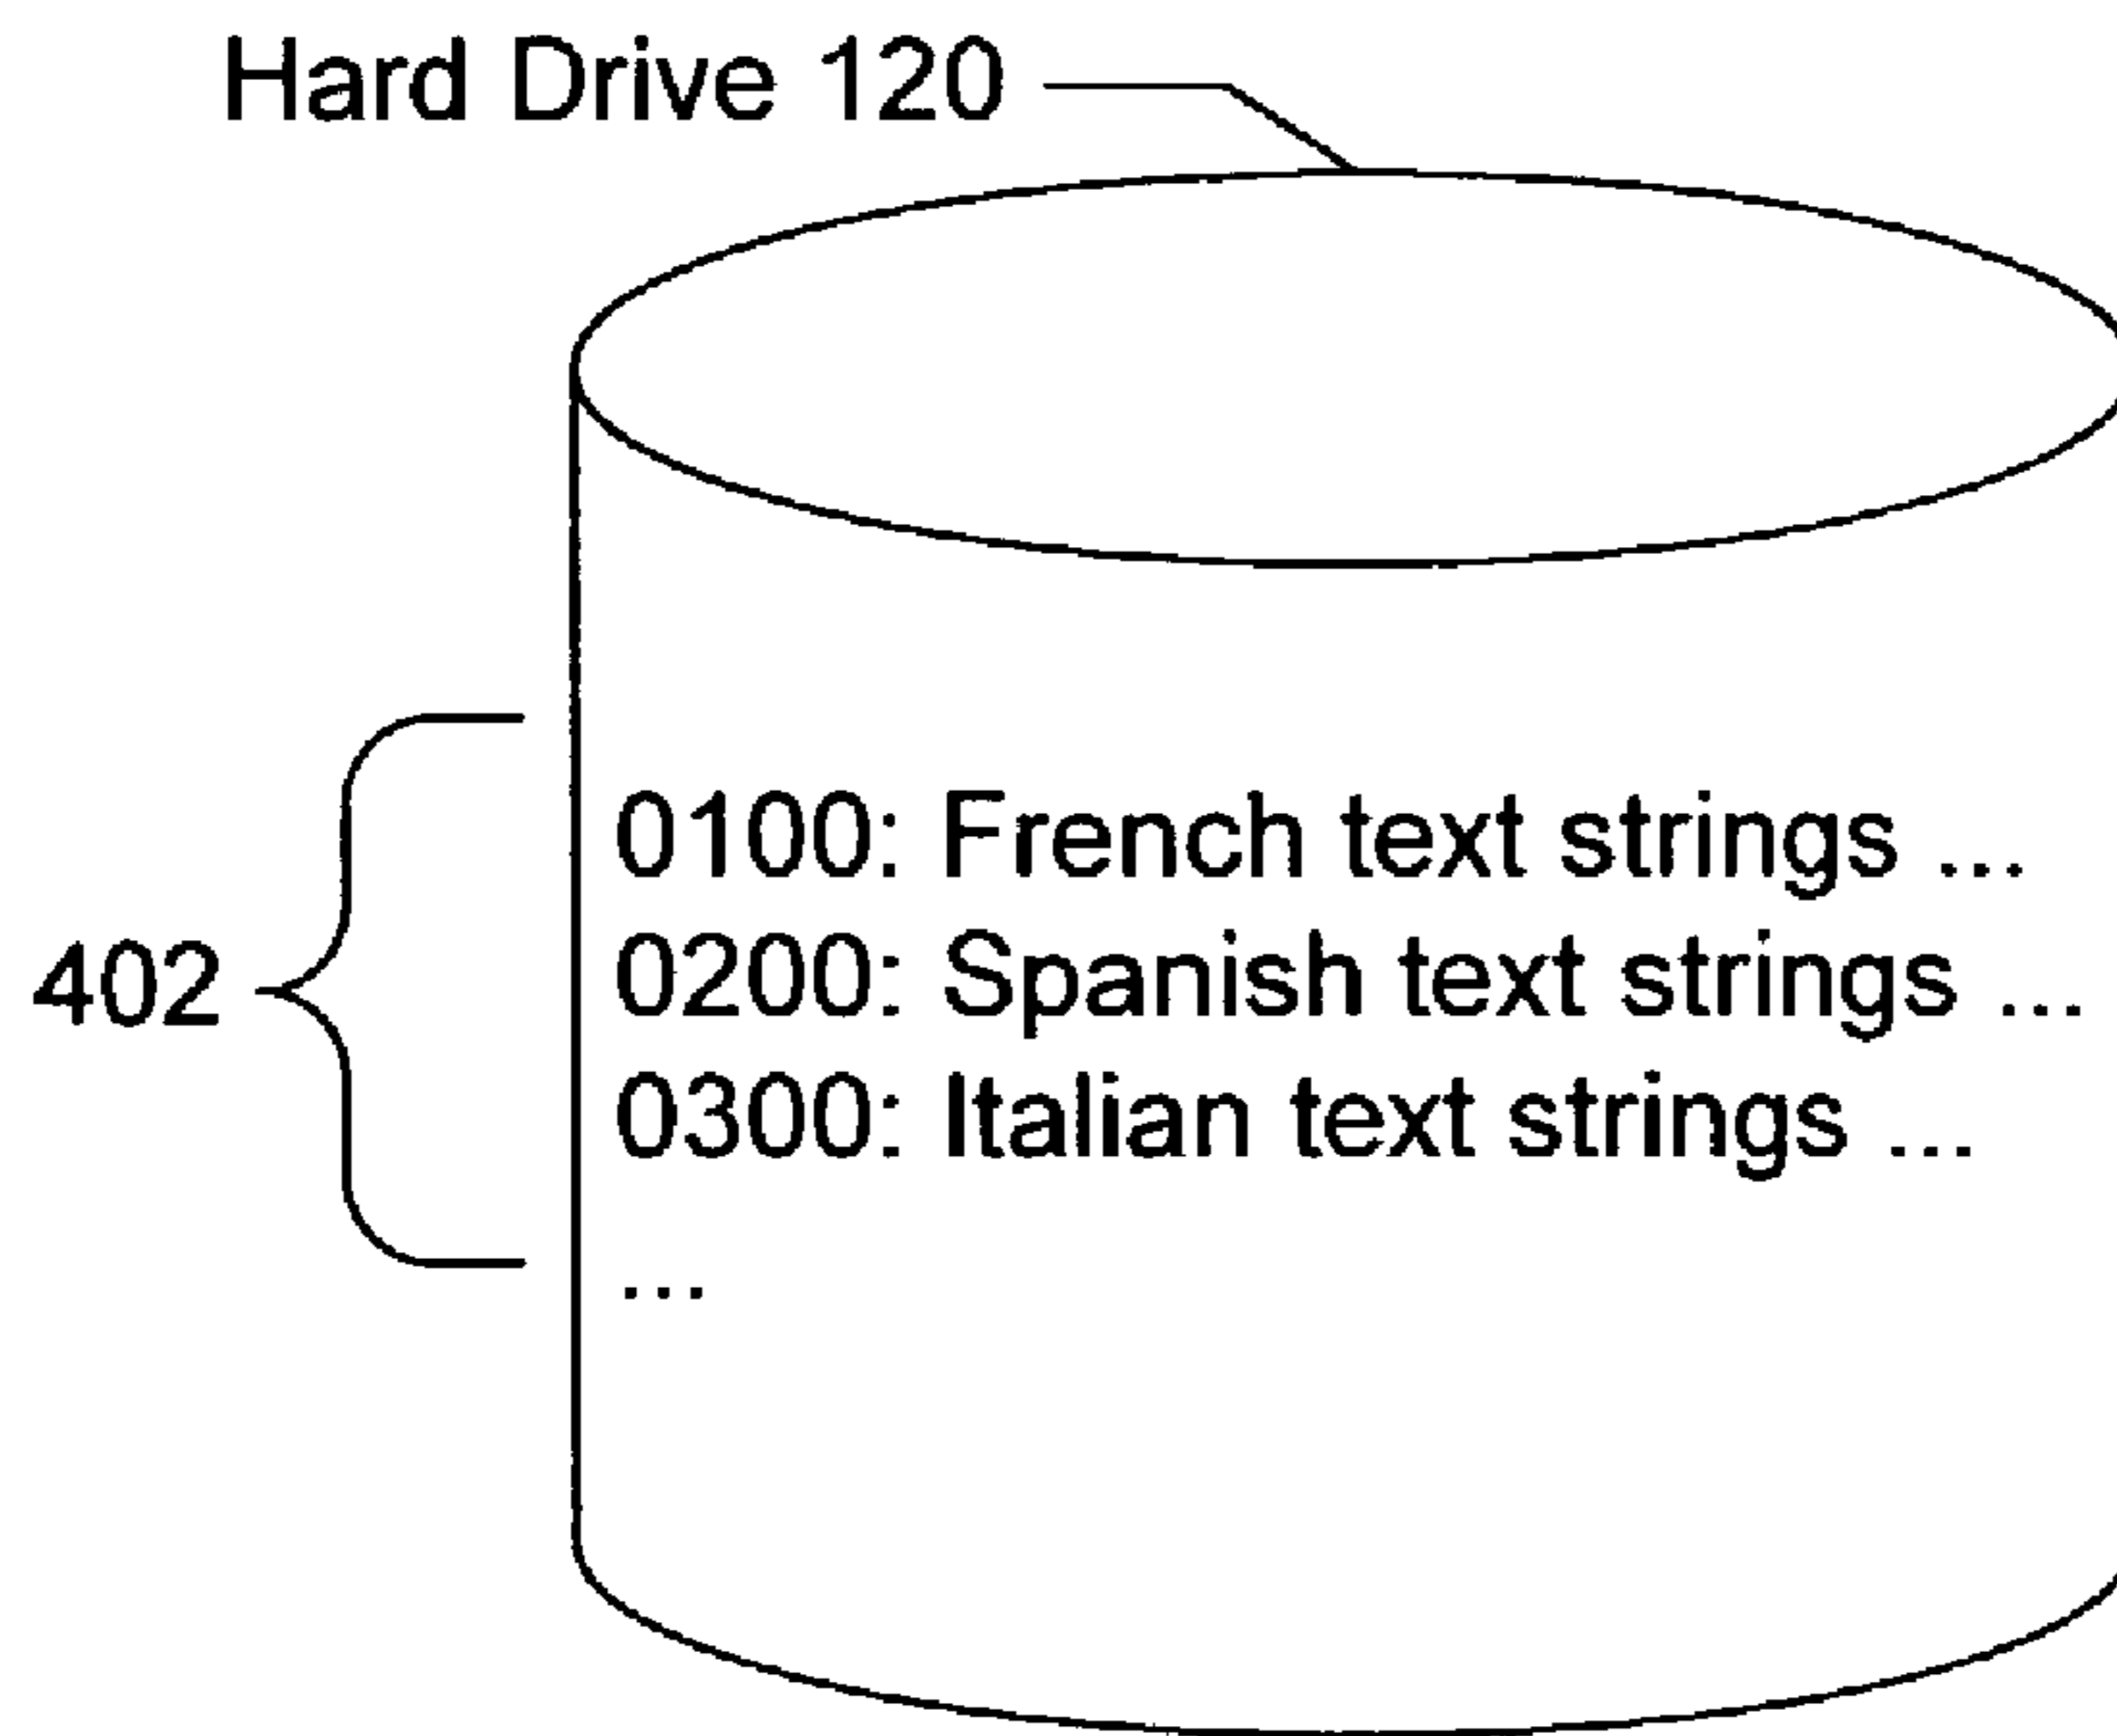 Hard Drive 120
0100: French text strings ...
0200: Spanish text strings ...
402
0300: Italian text strings ...
...